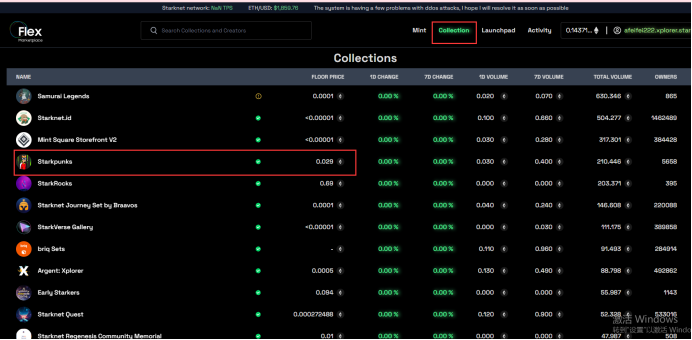 Starknet network: NaN TPS ETH/USD: $1,859.76 The system is having a few problems with ddos attacks, I hope I will resolve it as soon as possible
Flex
Marketplace
Search Collections and Creators
Mint Collection Launchpad Activity 0.14371... afeifei222.xplorer.star
Collections
NAME FLOOR PRICE 1D CHANGE 7D CHANGE 1D VOLUME 7D VOLUME TOTAL VOLUME OWNERS
Samurai Legends 0.0001 0.00 % 0.00 % 0.020 0.070 630.346 865
Starknet.id <0.00001 0.00 % 0.00 % 0.100 0.660 504.277 1462489
Mint Square Storefront V2 <0.00001 0.00 % 0.00 % 0.030 0.280 317.301 384428
Starkpunks 0.029 0.00 % 0.00 % 0.030 0.400 210.446 5658
StarkRocks 0.69 0.00 % 0.00 % 0.000 0.000 203.371 395
Starknet Journey Set by Braavos 0.0001 0.00 % 0.00 % 0.040 0.240 146.608 220088
StarkVerse Gallery <0.00001 0.00 % 0.00 % 0.000 0.030 111.175 389858
briq Sets - 0.00 % 0.00 % 0.110 0.960 91.493 284914
Argent: Xplorer 0.0005 0.00 % 0.00 % 0.130 0.490 88.798 492862
Early Starkers 0.094 0.00 % 0.00 % 0.000 0.000 55.987 1143
Starknet Quest 0.000272488 0.00 % 0.00 % 0.120 0.800 52.328 533016
Starknet Regenesis Community Memorial 0.01 0.00 % 0.00 % 0.000 0.000 47.987 508
激活 Windows
转到"设置"以激活 Windo